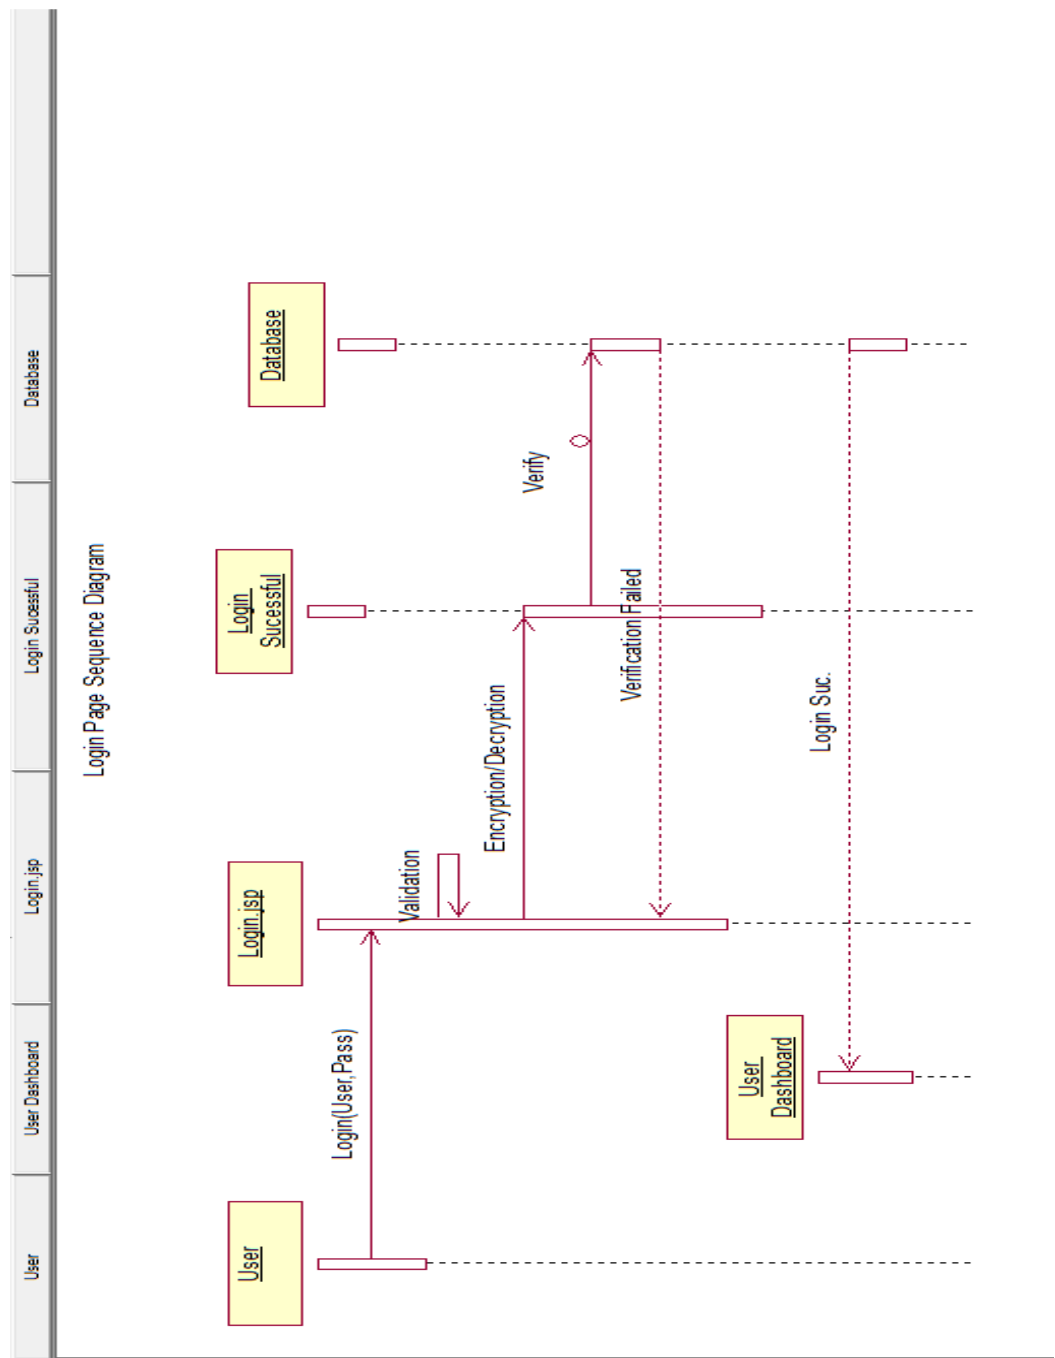 User
User Dashboard
Login.jsp
Login Sucessful
Database
Login Page Sequence Diagram
User
Login.jsp
Login
Sucessful
Database
Login(User,Pass)
Validation
Encryption/Decryption
Verify
Verification Failed
User
Dashboard
Login Suc.